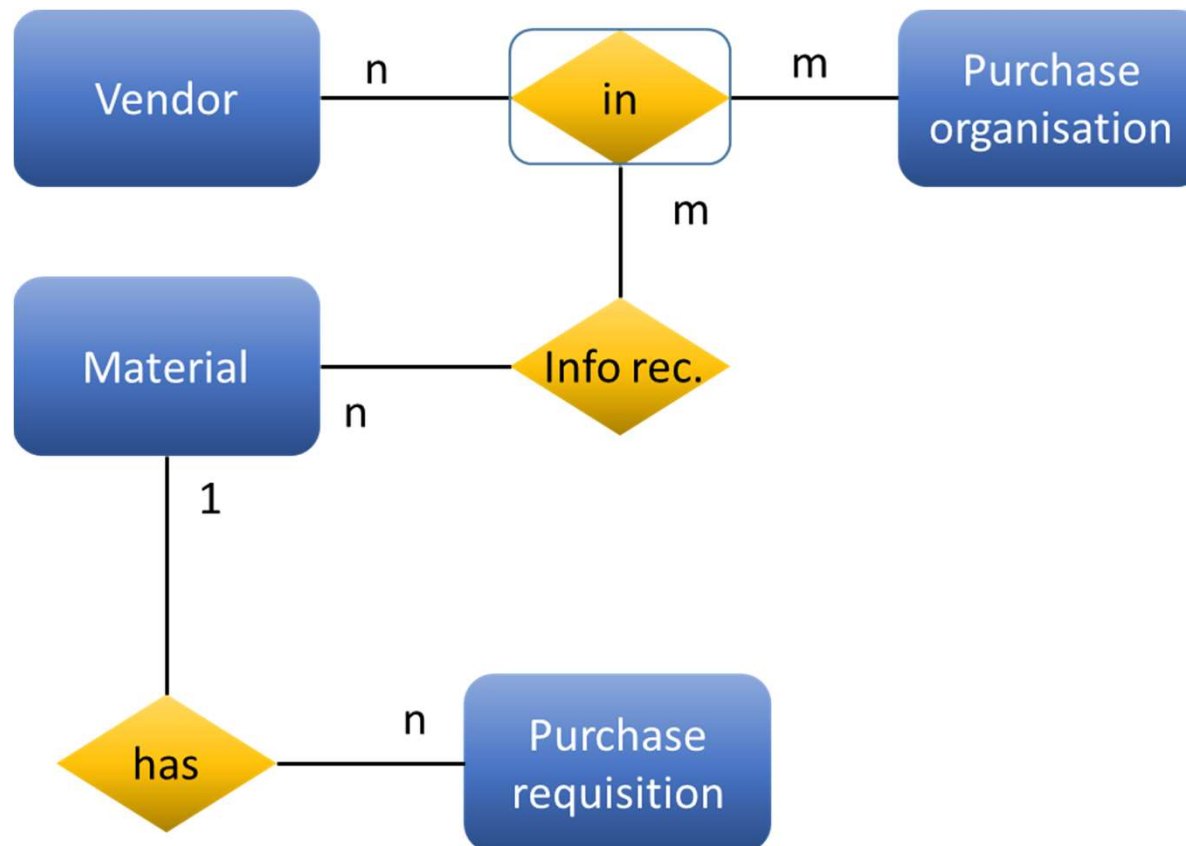 Vendor
n
in
m
Purchase
organisation
m
Material
n
Info rec.
1
has
n
Purchase
requisition